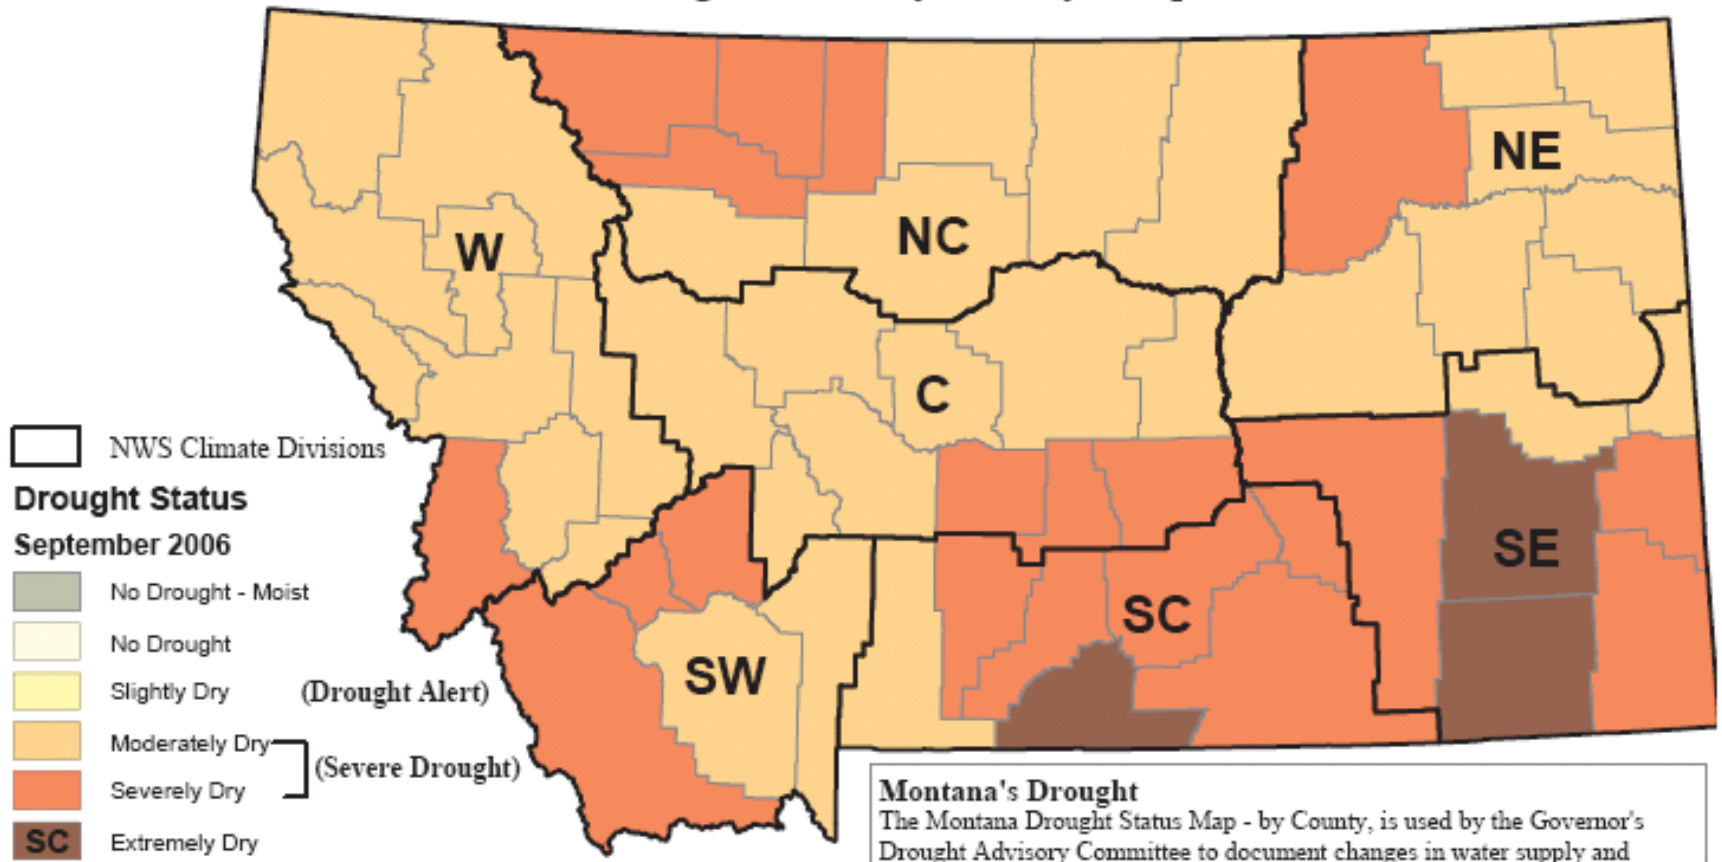 NE
NC
W
C
NWS Climate Divisions
Drought Status
September 2006
SE
No Drought - Moist
SC
No Drought
SW
Slightly Dry (Drought Alert)
Moderately Dry
(Severe Drought)
Severely Dry
SC Extremely Dry
Montana's Drought
The Montana Drought Status Map - by County, is used by the Governor's
Drought Advisory Committee to document changes in water supply and